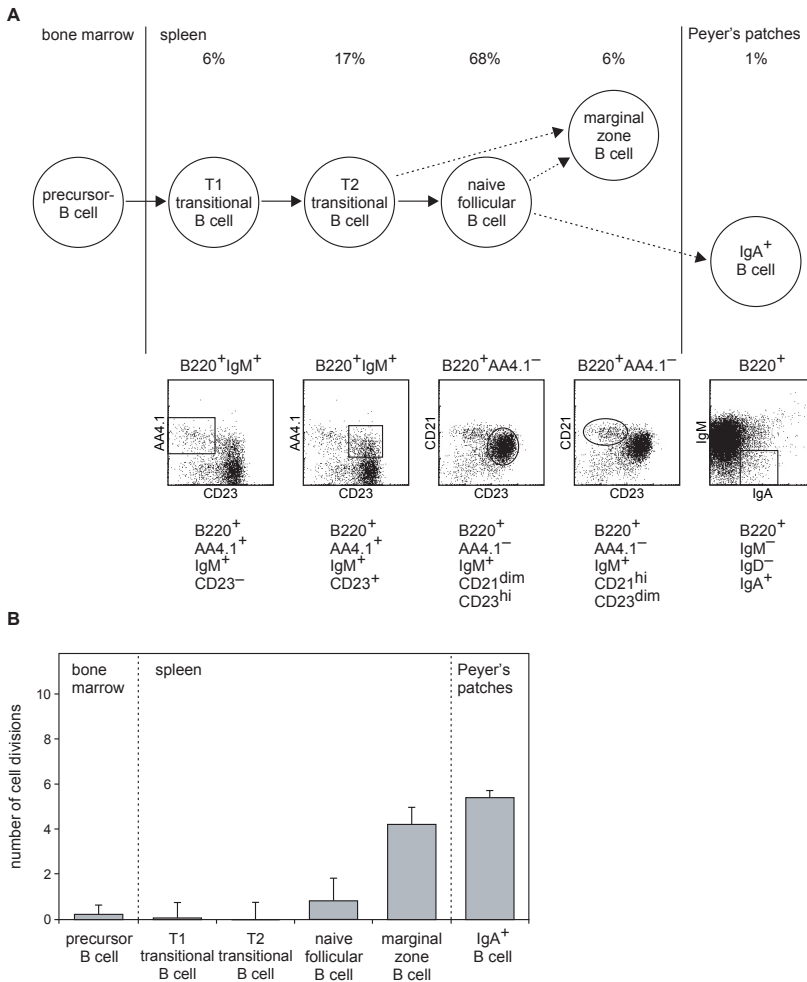 A
bone marrow
spleen
Peyer's patches
6%
17%
68%
6%
1%
precursor-
B cell
T1
transitional
B cell
T2
transitional
B cell
naive
follicular
B cell
marginal
zone
B cell
IgA+
B cell
B220+IgM+
B220+IgM+
B220+AA4.1−
B220+AA4.1−
B220+
AA4.1
CD23
AA4.1
CD23
CD21
CD23
CD21
CD23
IgM
IgA
B220+
AA4.1+
IgM+
CD23−
B220+
AA4.1+
IgM+
CD23+
B220+
AA4.1−
IgM+
CD21dim
CD23hi
B220+
AA4.1−
IgM+
CD21hi
CD23dim
B220+
IgM−
IgD−
IgA+
B
bone
marrow
spleen
Peyer's
patches
number of cell divisions
10
8
6
4
2
0
precursor
B cell
T1
transitional
B cell
T2
transitional
B cell
naive
follicular
B cell
marginal
zone
B cell
IgA+
B cell